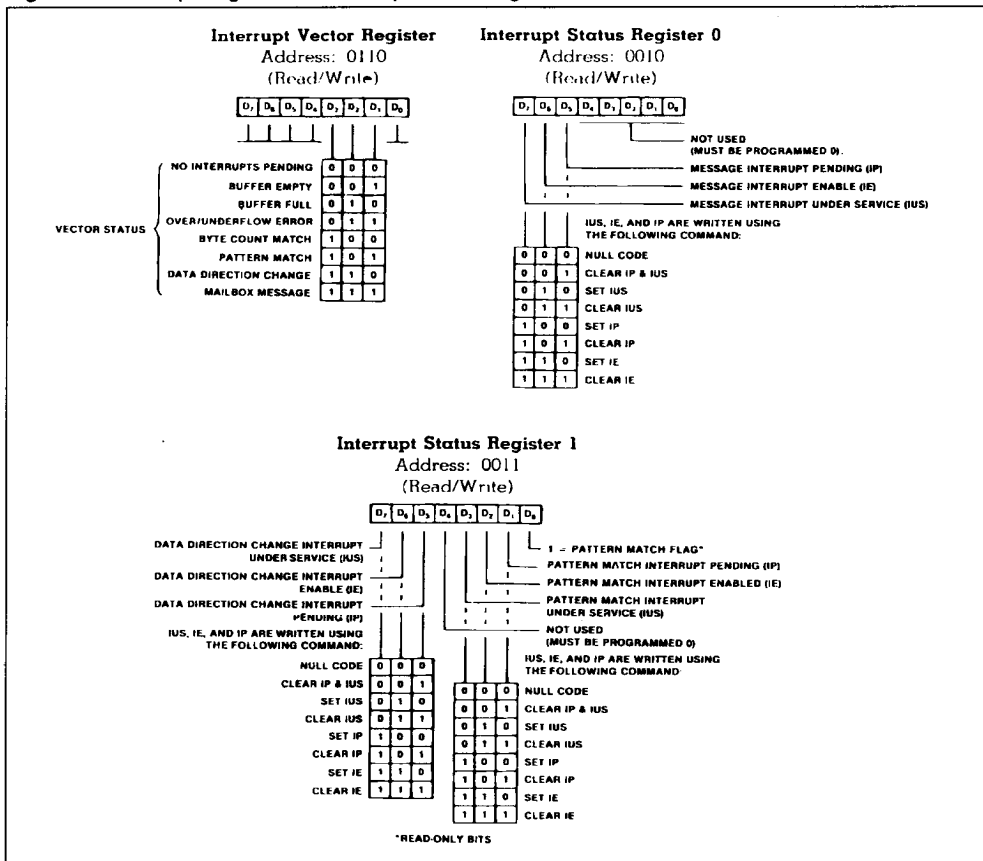 Interrupt Vector Register
Address: 0110
(Read/Write)
D7 D6 D5 D4 D3 D2 D1 D0
NO INTERRUPTS PENDING 0 0 0
BUFFER EMPTY 0 0 1
BUFFER FULL 0 1 0
OVER/UNDERFLOW ERROR 0 1 1
BYTE COUNT MATCH 1 0 0
PATTERN MATCH 1 0 1
DATA DIRECTION CHANGE 1 1 0
MAILBOX MESSAGE 1 1 1
VECTOR STATUS
Interrupt Status Register 0
Address: 0010
(Read/Write)
D7 D6 D5 D4 D3 D2 D1 D0
NOT USED
(MUST BE PROGRAMMED 0).
MESSAGE INTERRUPT PENDING (IP)
MESSAGE INTERRUPT ENABLE (IE)
MESSAGE INTERRUPT UNDER SERVICE (IUS)
IUS, IE, AND IP ARE WRITTEN USING
THE FOLLOWING COMMAND:
0 0 0 NULL CODE
0 0 1 CLEAR IP & IUS
0 1 0 SET IUS
0 1 1 CLEAR IUS
1 0 0 SET IP
1 0 1 CLEAR IP
1 1 0 SET IE
1 1 1 CLEAR IE
Interrupt Status Register 1
Address: 0011
(Read/Write)
D7 D6 D5 D4 D3 D2 D1 D0
DATA DIRECTION CHANGE INTERRUPT
UNDER SERVICE (IUS)
DATA DIRECTION CHANGE INTERRUPT
ENABLE (IE)
DATA DIRECTION CHANGE INTERRUPT
PENDING (IP)
IUS, IE, AND IP ARE WRITTEN USING
THE FOLLOWING COMMAND:
NULL CODE 0 0 0
CLEAR IP & IUS 0 0 1
SET IUS 0 1 0
CLEAR IUS 0 1 1
SET IP 1 0 0
CLEAR IP 1 0 1
SET IE 1 1 0
CLEAR IE 1 1 1
1 = PATTERN MATCH FLAG*
PATTERN MATCH INTERRUPT PENDING (IP)
PATTERN MATCH INTERRUPT ENABLED (IE)
PATTERN MATCH INTERRUPT
UNDER SERVICE (IUS)
NOT USED
(MUST BE PROGRAMMED 0)
IUS, IE, AND IP ARE WRITTEN USING
THE FOLLOWING COMMAND
0 0 0 NULL CODE
0 0 1 CLEAR IP & IUS
0 1 0 SET IUS
0 1 1 CLEAR IUS
1 0 0 SET IP
1 0 1 CLEAR IP
1 1 0 SET IE
1 1 1 CLEAR IE
*READ-ONLY BITS